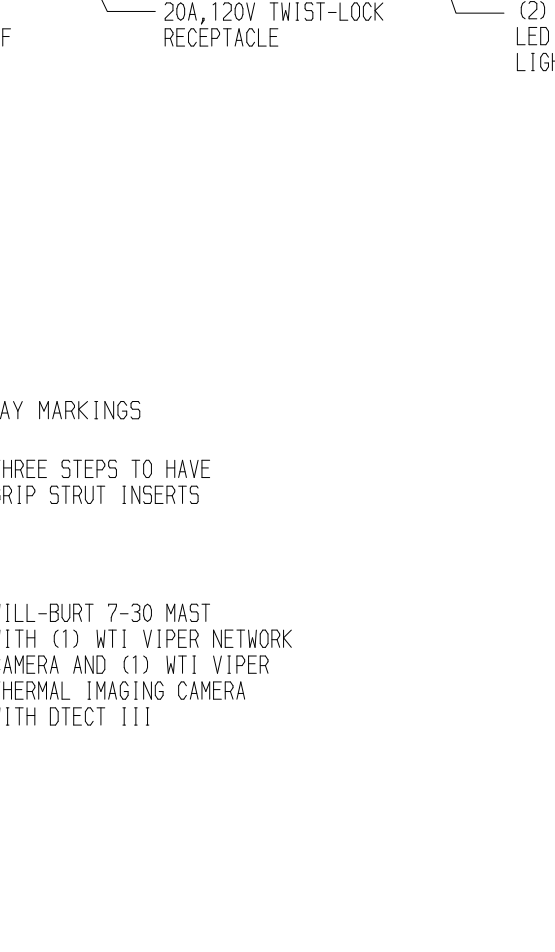 20A,120V TWIST-LOCK
RECEPTACLE
F
(2)
LED
LIGH
AY MARKINGS
HREE STEPS TO HAVE
RIP STRUT INSERTS
ILL-BURT 7-30 MAST
ITH (1) WTI VIPER NETWORK
AMERA AND (1) WTI VIPER
HERMAL IMAGING CAMERA
ITH DTECT III